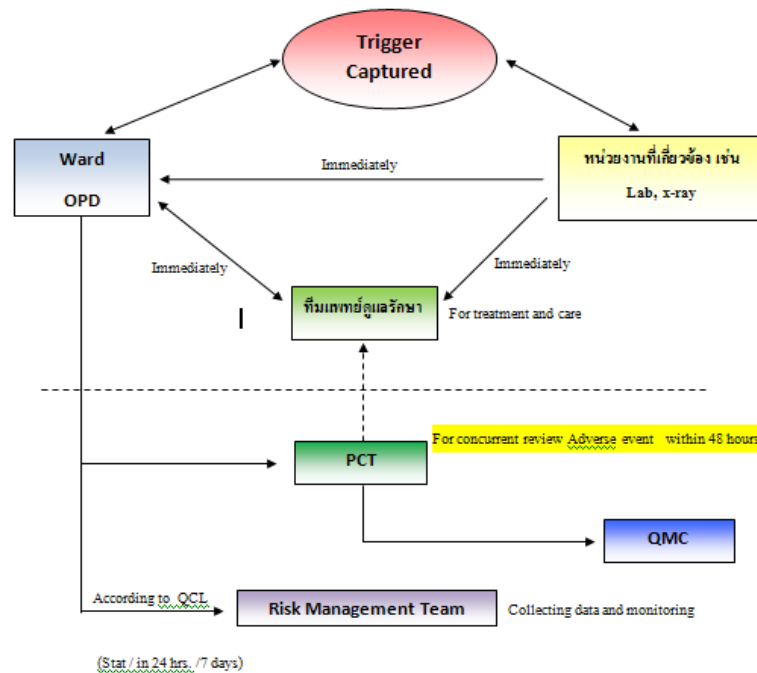 Trigger
Captured
Ward
OPD
Immediately
หน่วยงานที่เกี่ยวข้อง เช่น
Lab, x-ray
Immediately
Immediately
ทีมแพทย์ดูแลรักษา
For treatment and care
PCT
For concurrent review Adverse event within 48 hours
QMC
According to QCL
Risk Management Team
Collecting data and monitoring
(Stat / in 24 hrs. /7 days)